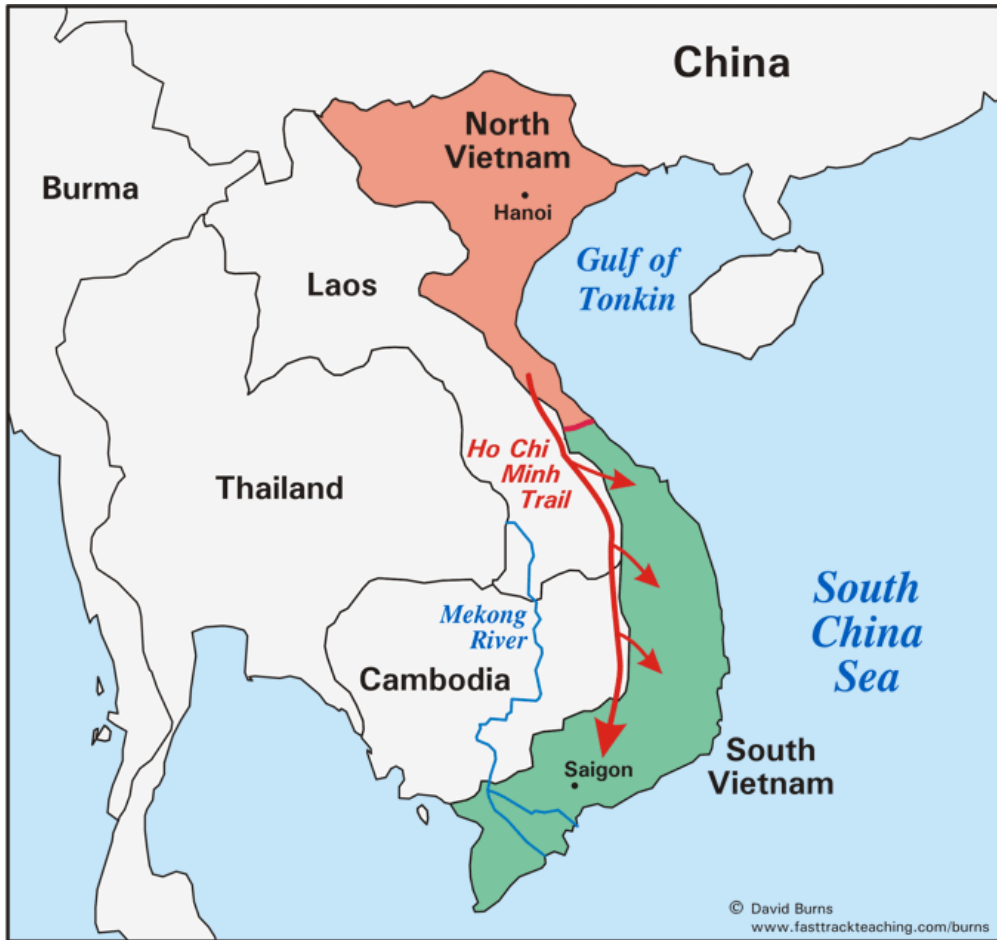 China
North
Vietnam
Hanoi
Burma
Laos
Gulf of
Tonkin
Ho Chi
Minh
Trail
Thailand
Mekong
River
South
China
Sea
Cambodia
South
Vietnam
Saigon
© David Burns
www.fasttrackteaching.com/burns